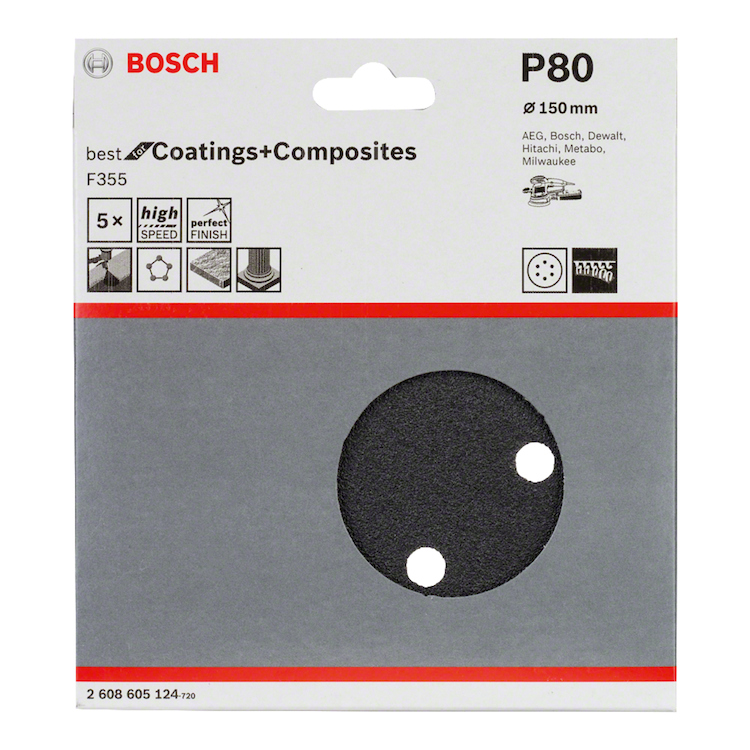 BOSCH
P80
Ø 150 mm
best for Coatings+Composites
F355
AEG, Bosch, Dewalt,
Hitachi, Metabo,
Milwaukee
5×
high
SPEED
perfect
FINISH
2 608 605 124-720